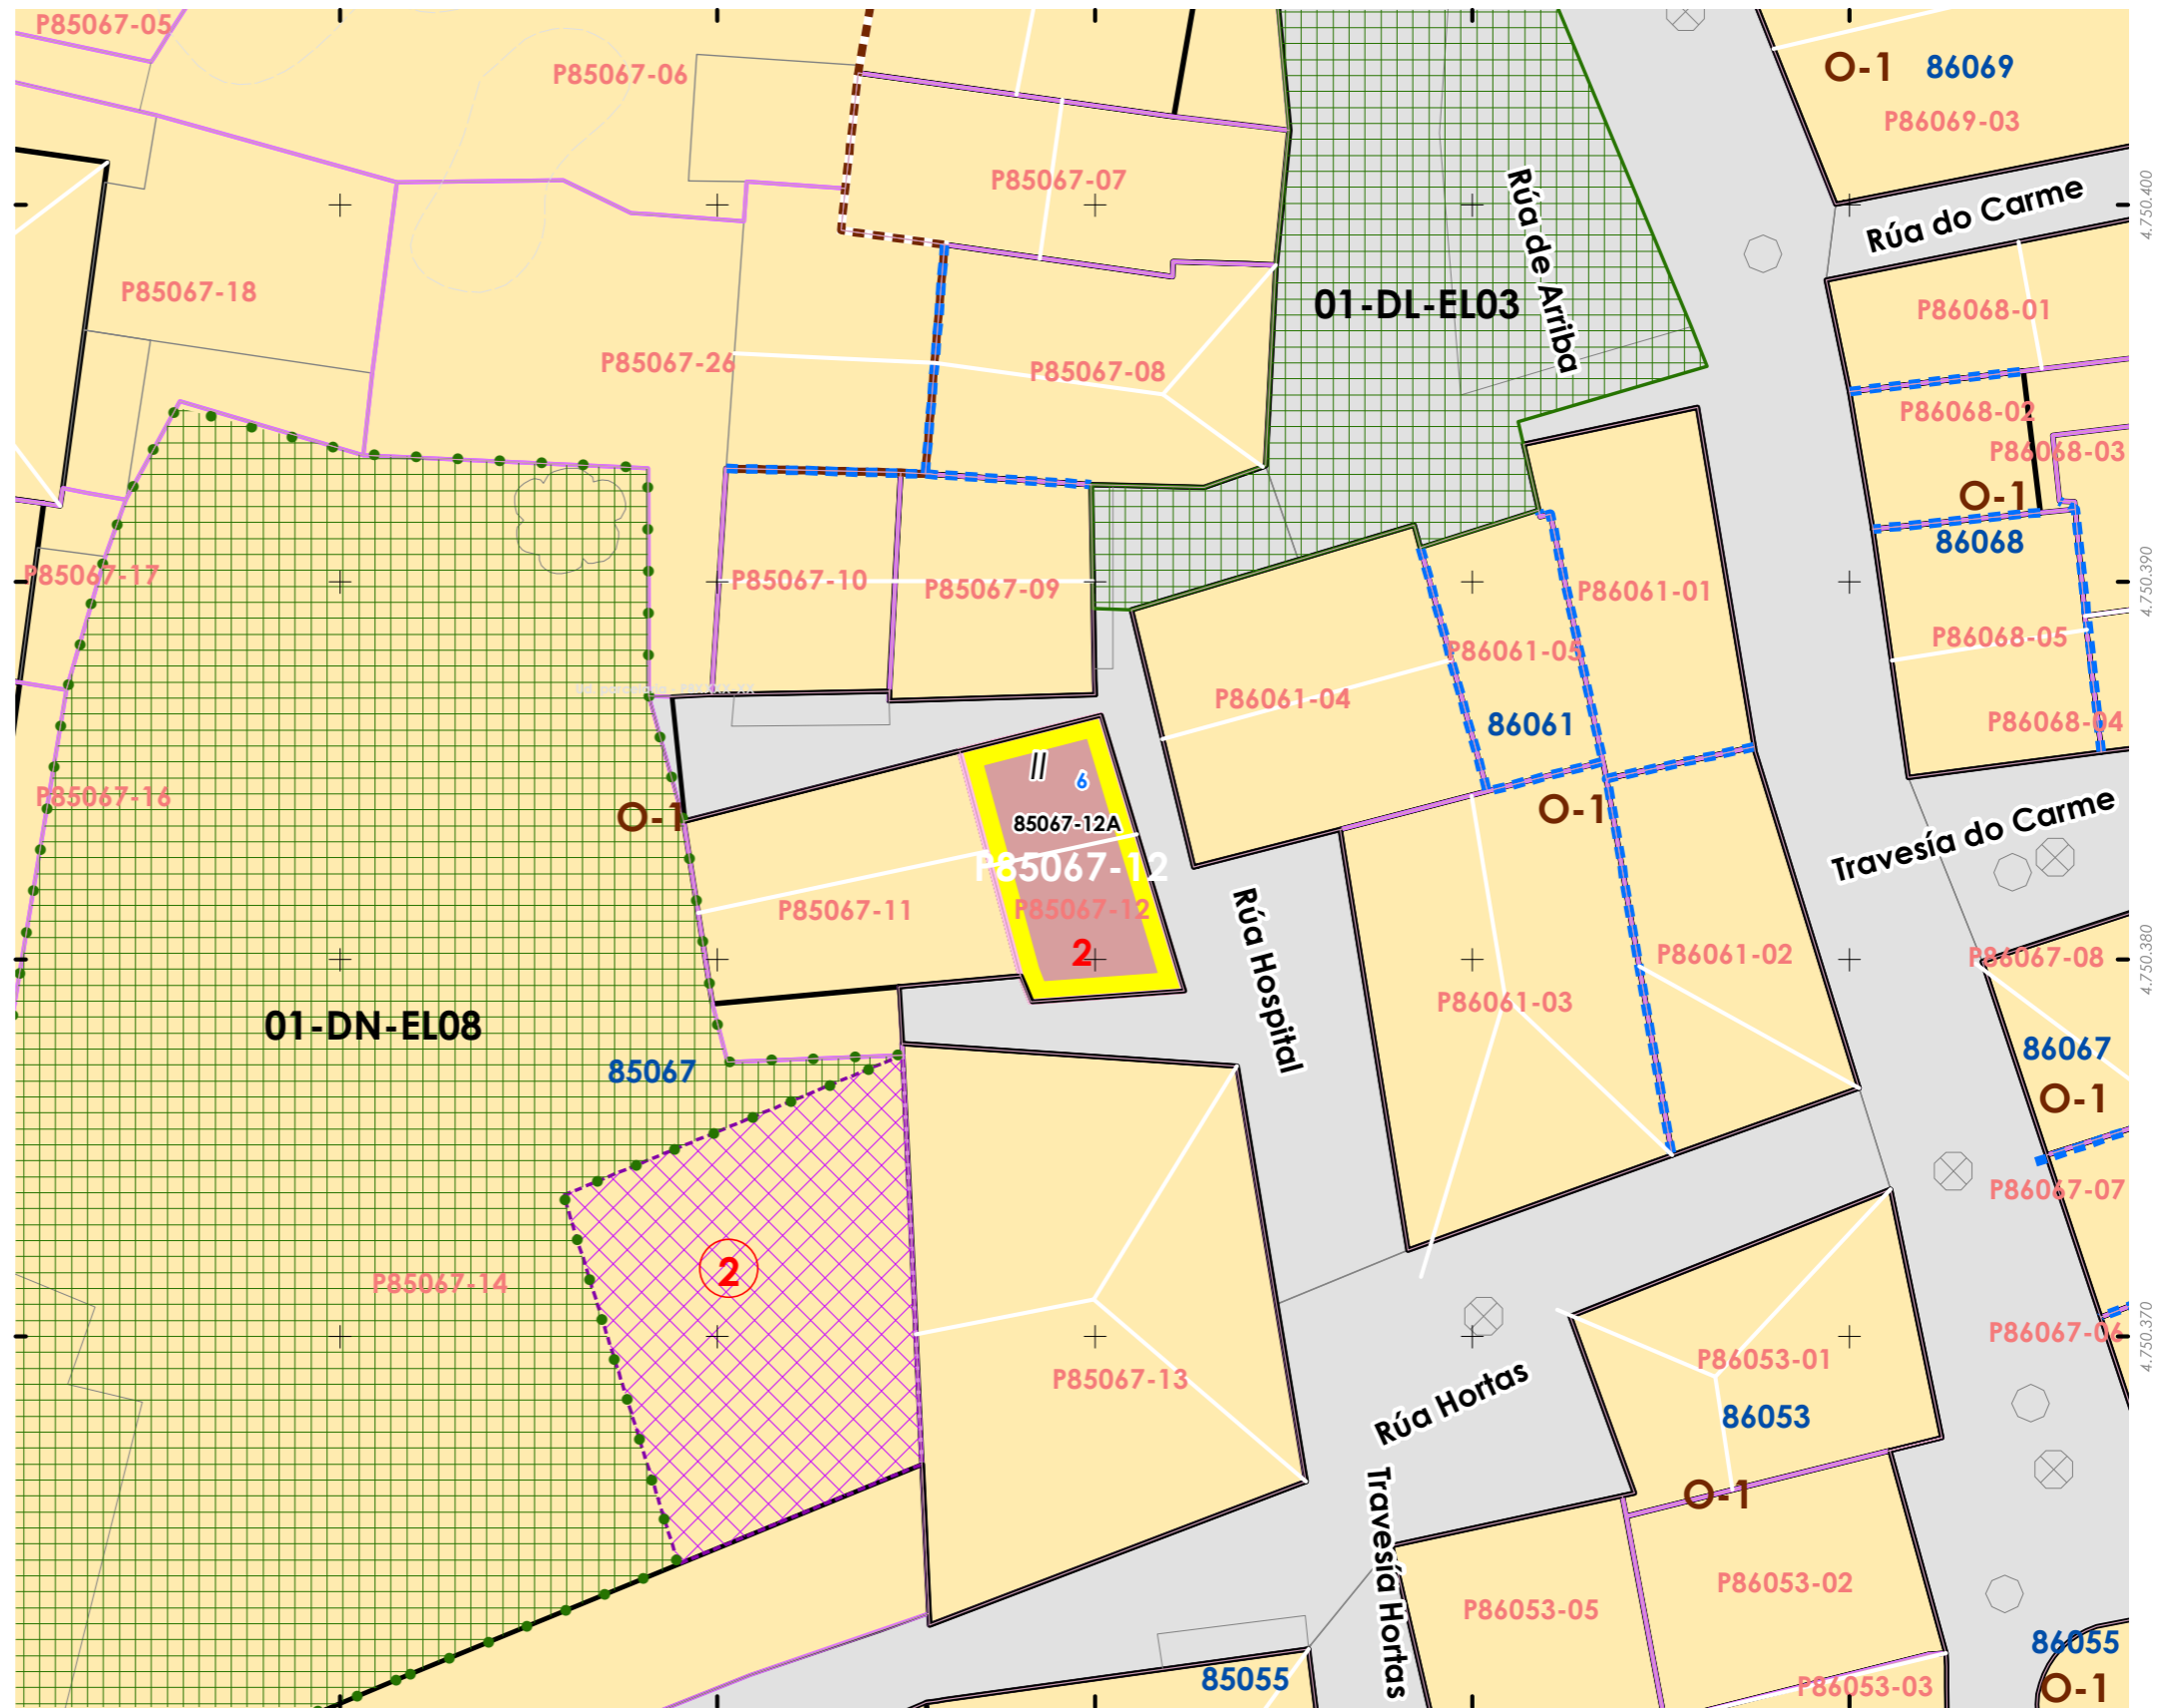 P85067-05
P85067-06
O-1
86069
P86069-03
P85067-07
Rúa de Arriba
Rúa do Carme
4.750.400
P85067-18
01-DL-EL03
P86068-01
P85067-26
P85067-08
P86068-02
P86068-03
O-1
86068
P85067-17
P85067-10
P85067-09
P86061-01
4.750.390
P86061-05
P86068-05
P86061-04
86061
P86068-04
II
6
P85067-16
O-1
85067-12A
O-1
Travesía do Carme
P85067-12
P85067-11
P85067-12
2
Rúa Hospital
P86061-02
P86067-08
4.750.380
P86061-03
01-DN-EL08
85067
86067
O-1
P86067-07
2
P85067-14
P86067-06
4.750.370
P85067-13
P86053-01
Rúa Hortas
86053
O-1
Travesía Hortas
P86053-02
P86053-05
86055
85055
P86053-03
O-1